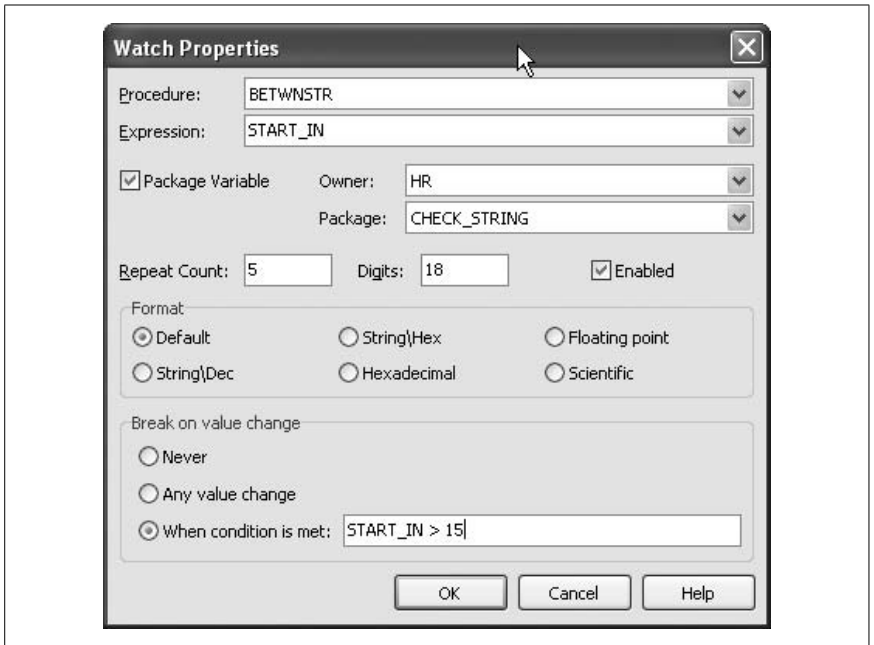 Watch Properties
Procedure: BETWNSTR
Expression: START_IN
Package Variable Owner: HR
Package: CHECK_STRING
Repeat Count: 5 Digits: 18 Enabled
Format
Default String\Hex Floating point
String\Dec Hexadecimal Scientific
Break on value change
Never
Any value change
When condition is met: START_IN > 15
OK Cancel Help